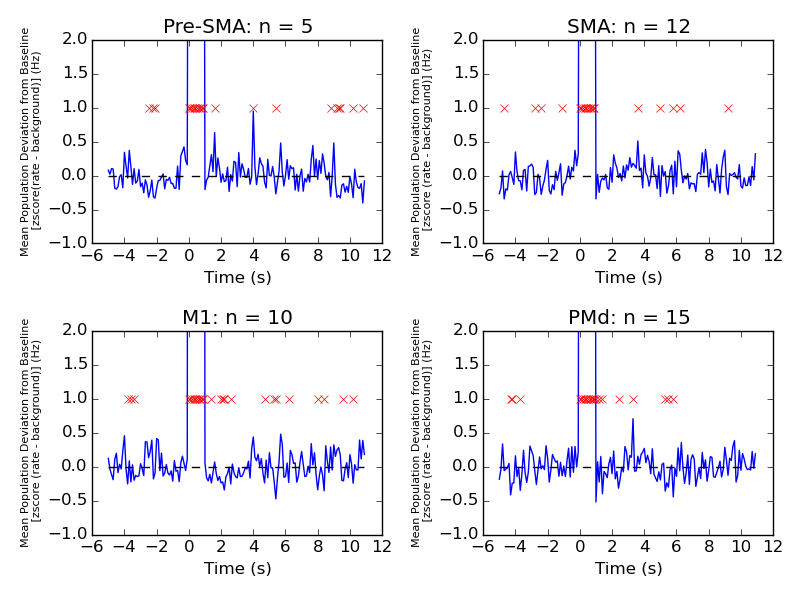 Pre-SMA: n = 5
Mean Population Deviation from Baseline
[zscore(rate - background)] (Hz)
2.0
1.5
1.0
0.5
0.0
−0.5
−1.0
−6 −4 −2 0 2 4 6 8 10 12
Time (s)
SMA: n = 12
Mean Population Deviation from Baseline
[zscore (rate - background)] (Hz)
2.0
1.5
1.0
0.5
0.0
−0.5
−1.0
−6 −4 −2 0 2 4 6 8 10 12
Time (s)
M1: n = 10
Mean Population Deviation from Baseline
[zscore (rate - background)] (Hz)
2.0
1.5
1.0
0.5
0.0
−0.5
−1.0
−6 −4 −2 0 2 4 6 8 10 12
Time (s)
PMd: n = 15
Mean Population Deviation from Baseline
[zscore (rate - background)] (Hz)
2.0
1.5
1.0
0.5
0.0
−0.5
−1.0
−6 −4 −2 0 2 4 6 8 10 12
Time (s)